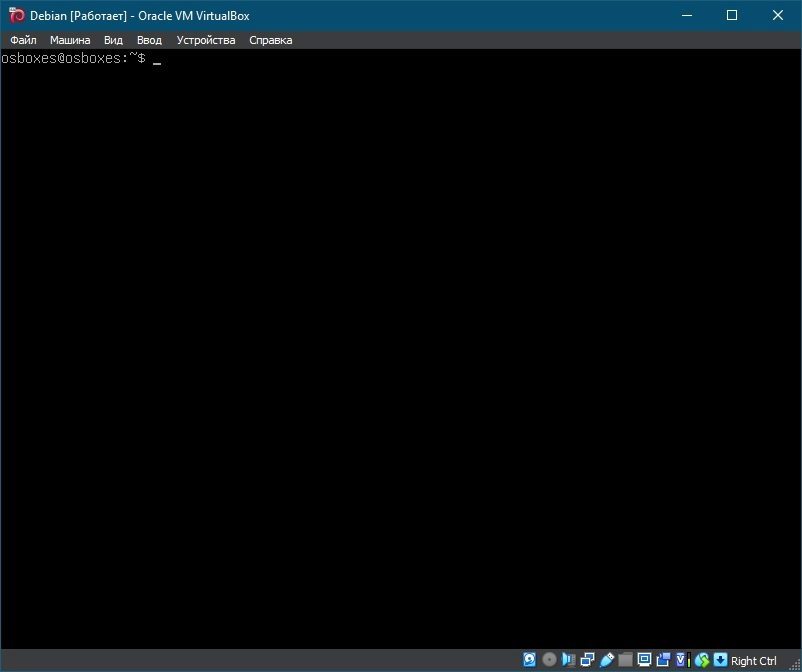 Debian [Работает] - Oracle VM VirtualBox
Файл Машина Вид Ввод Устройства Справка
osboxes@osboxes:~$ _
Right Ctrl